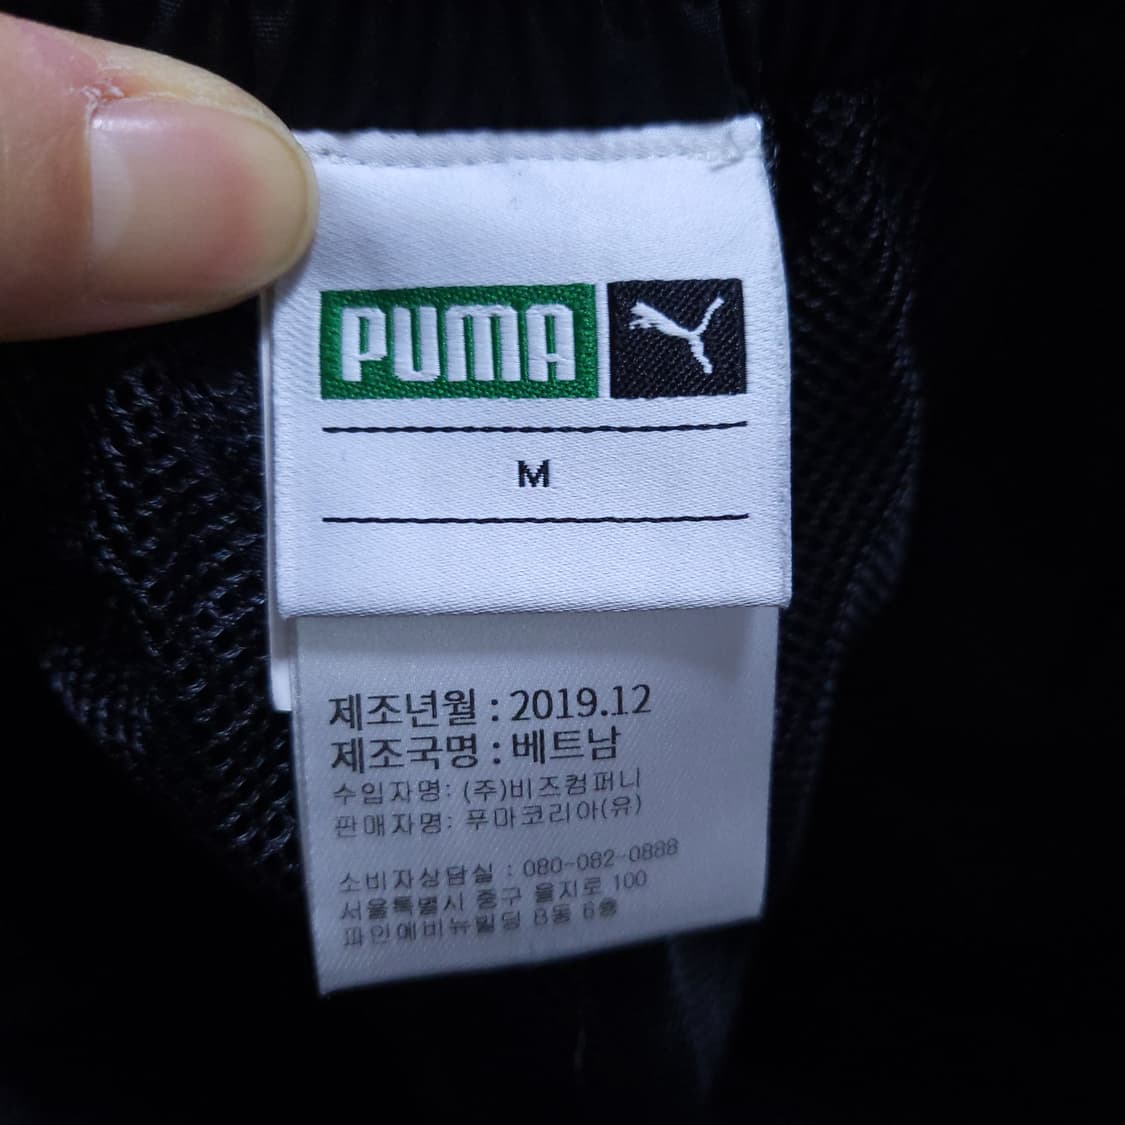 PUMA
M
제조년월 : 2019.12
제조국명 : 베트남
수입자명: (주)비즈컴퍼니
판매자명: 푸마코리아(유)
소비자상담실 : 080-082-0888
서울특별시 중구 을지로 100
파인에비뉴빌딩 B동 6층